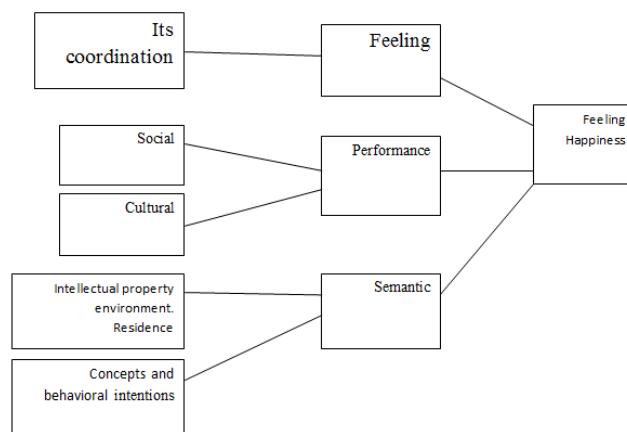 Its
coordination
Feeling
Feeling
Happiness
Social
Performance
Cultural
Intellectual property
environment.
Residence
Semantic
Concepts and
behavioral intentions